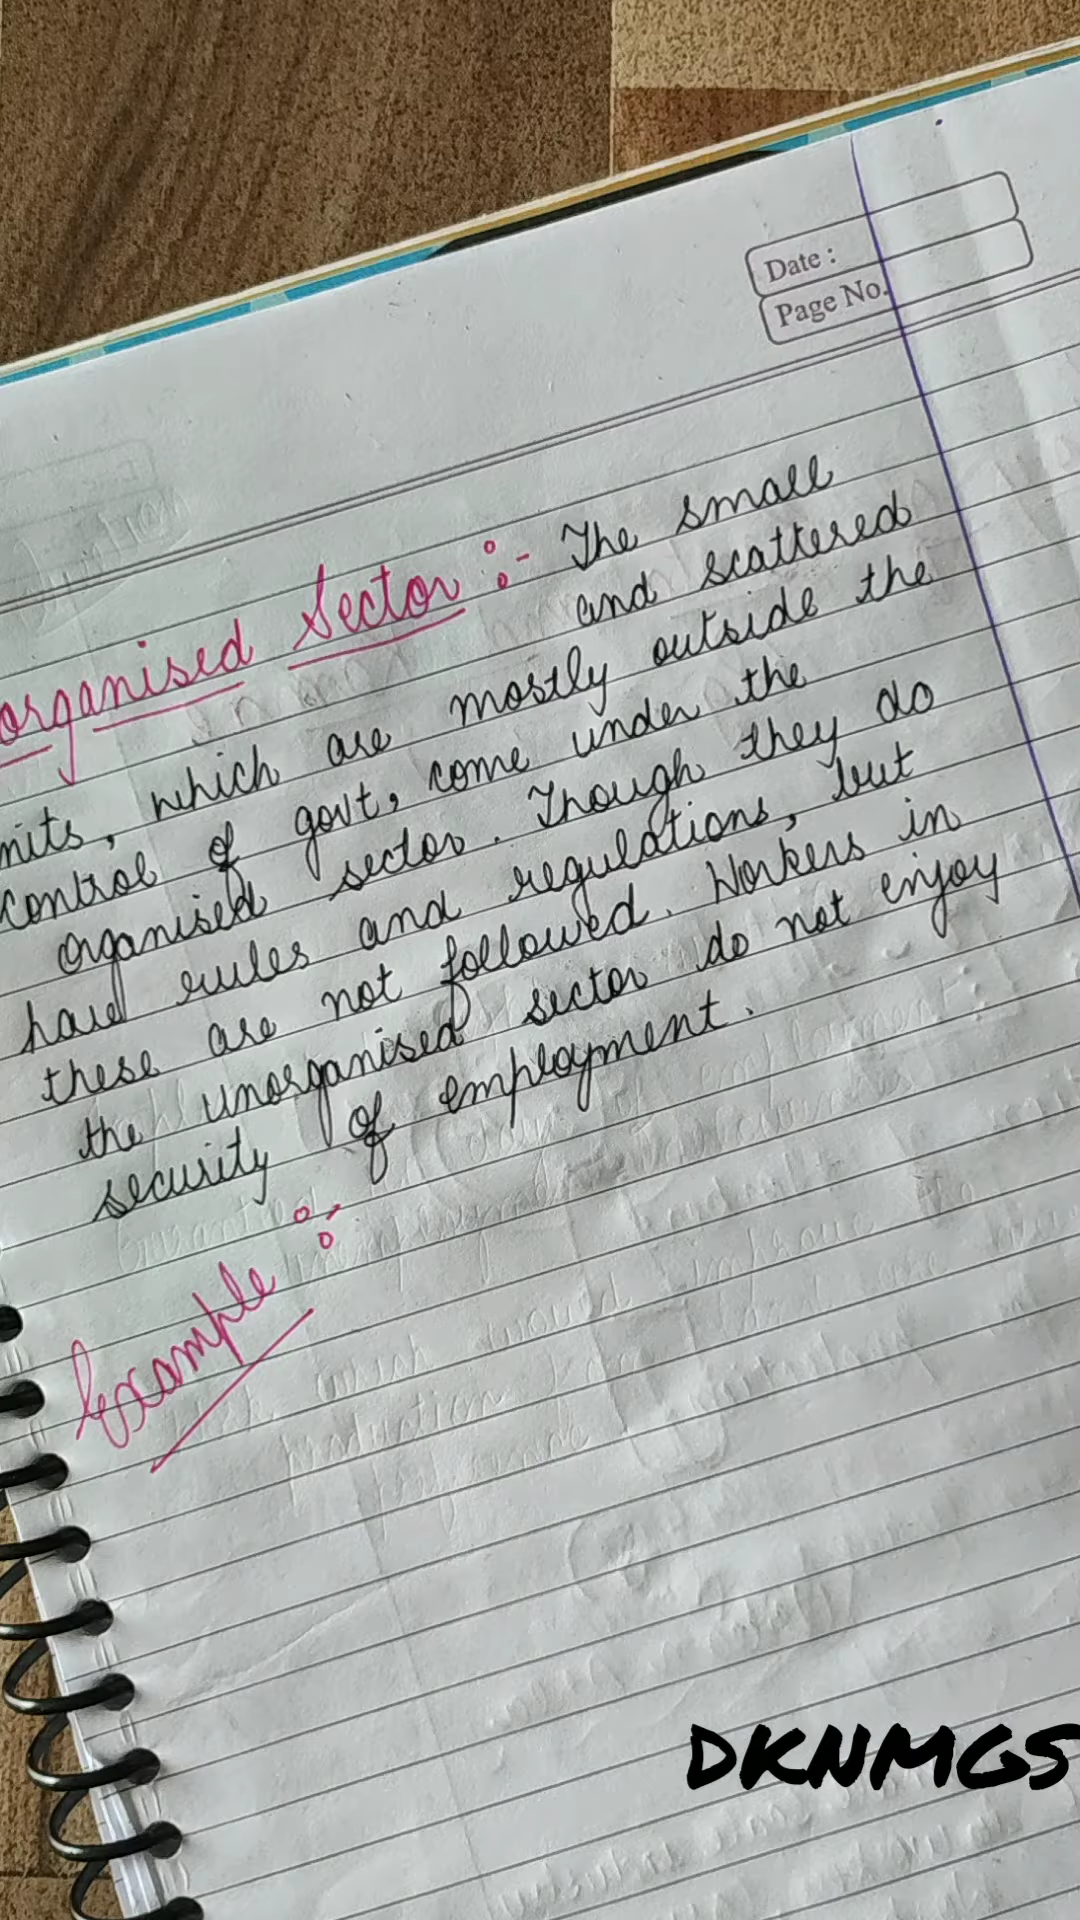 Date :
Page No.
organised Sector :-  The small
and scattered
nits, which are mostly outside the
control of govt, come under the
organised sector. Though they do
have rules and regulations, but
these are not followed. Workers in
the unorganised sector do not enjoy
security of employment.
Example :-
DKNMGS